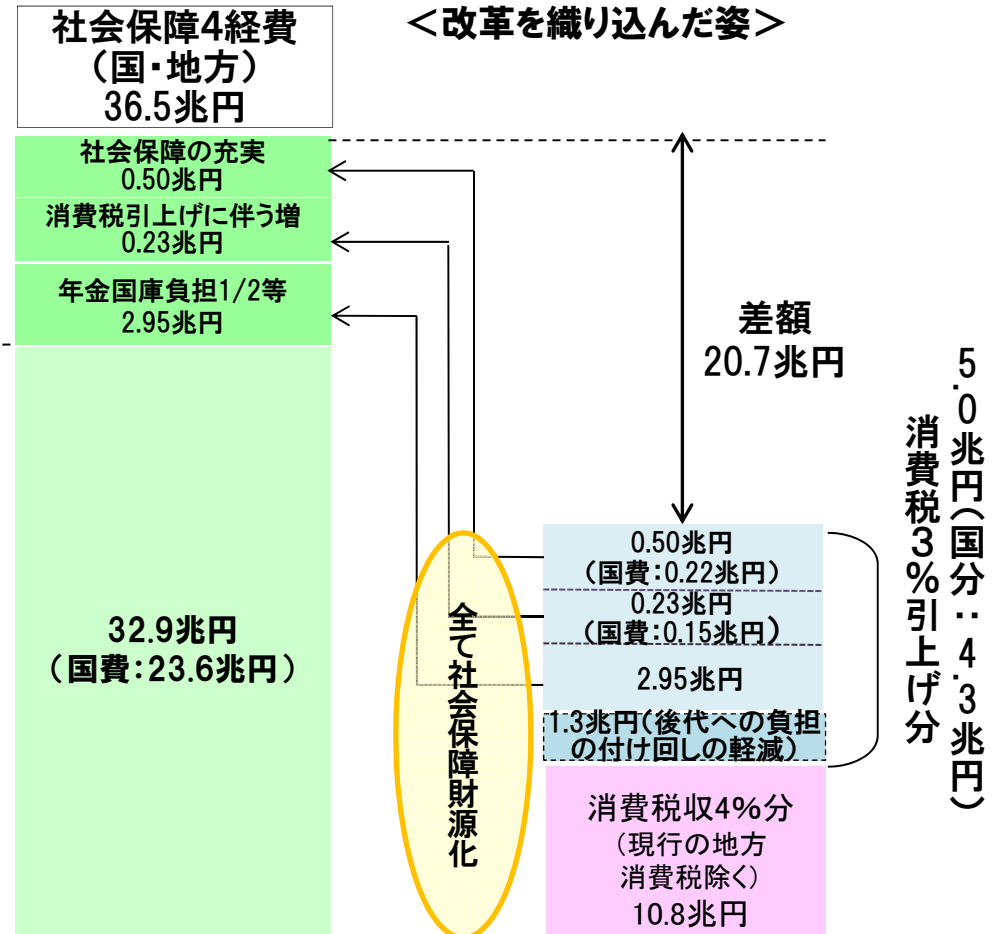 <改革を織り込んだ姿>
社会保障4経費
(国・地方)
36.5兆円
社会保障の充実
0.50兆円
消費税引上げに伴う増
0.23兆円
年金国庫負担1/2等
2.95兆円
32.9兆円
(国費:23.6兆円)
全て社会保障財源化
差額
20.7兆円
0.50兆円
(国費:0.22兆円)
0.23兆円
(国費:0.15兆円)
2.95兆円
1.3兆円(後代への負担
の付け回しの軽減)
消費税収4%分
(現行の地方
消費税除く)
10.8兆円
消費税3%引上げ分
5.0兆円(国分:4.3兆円)